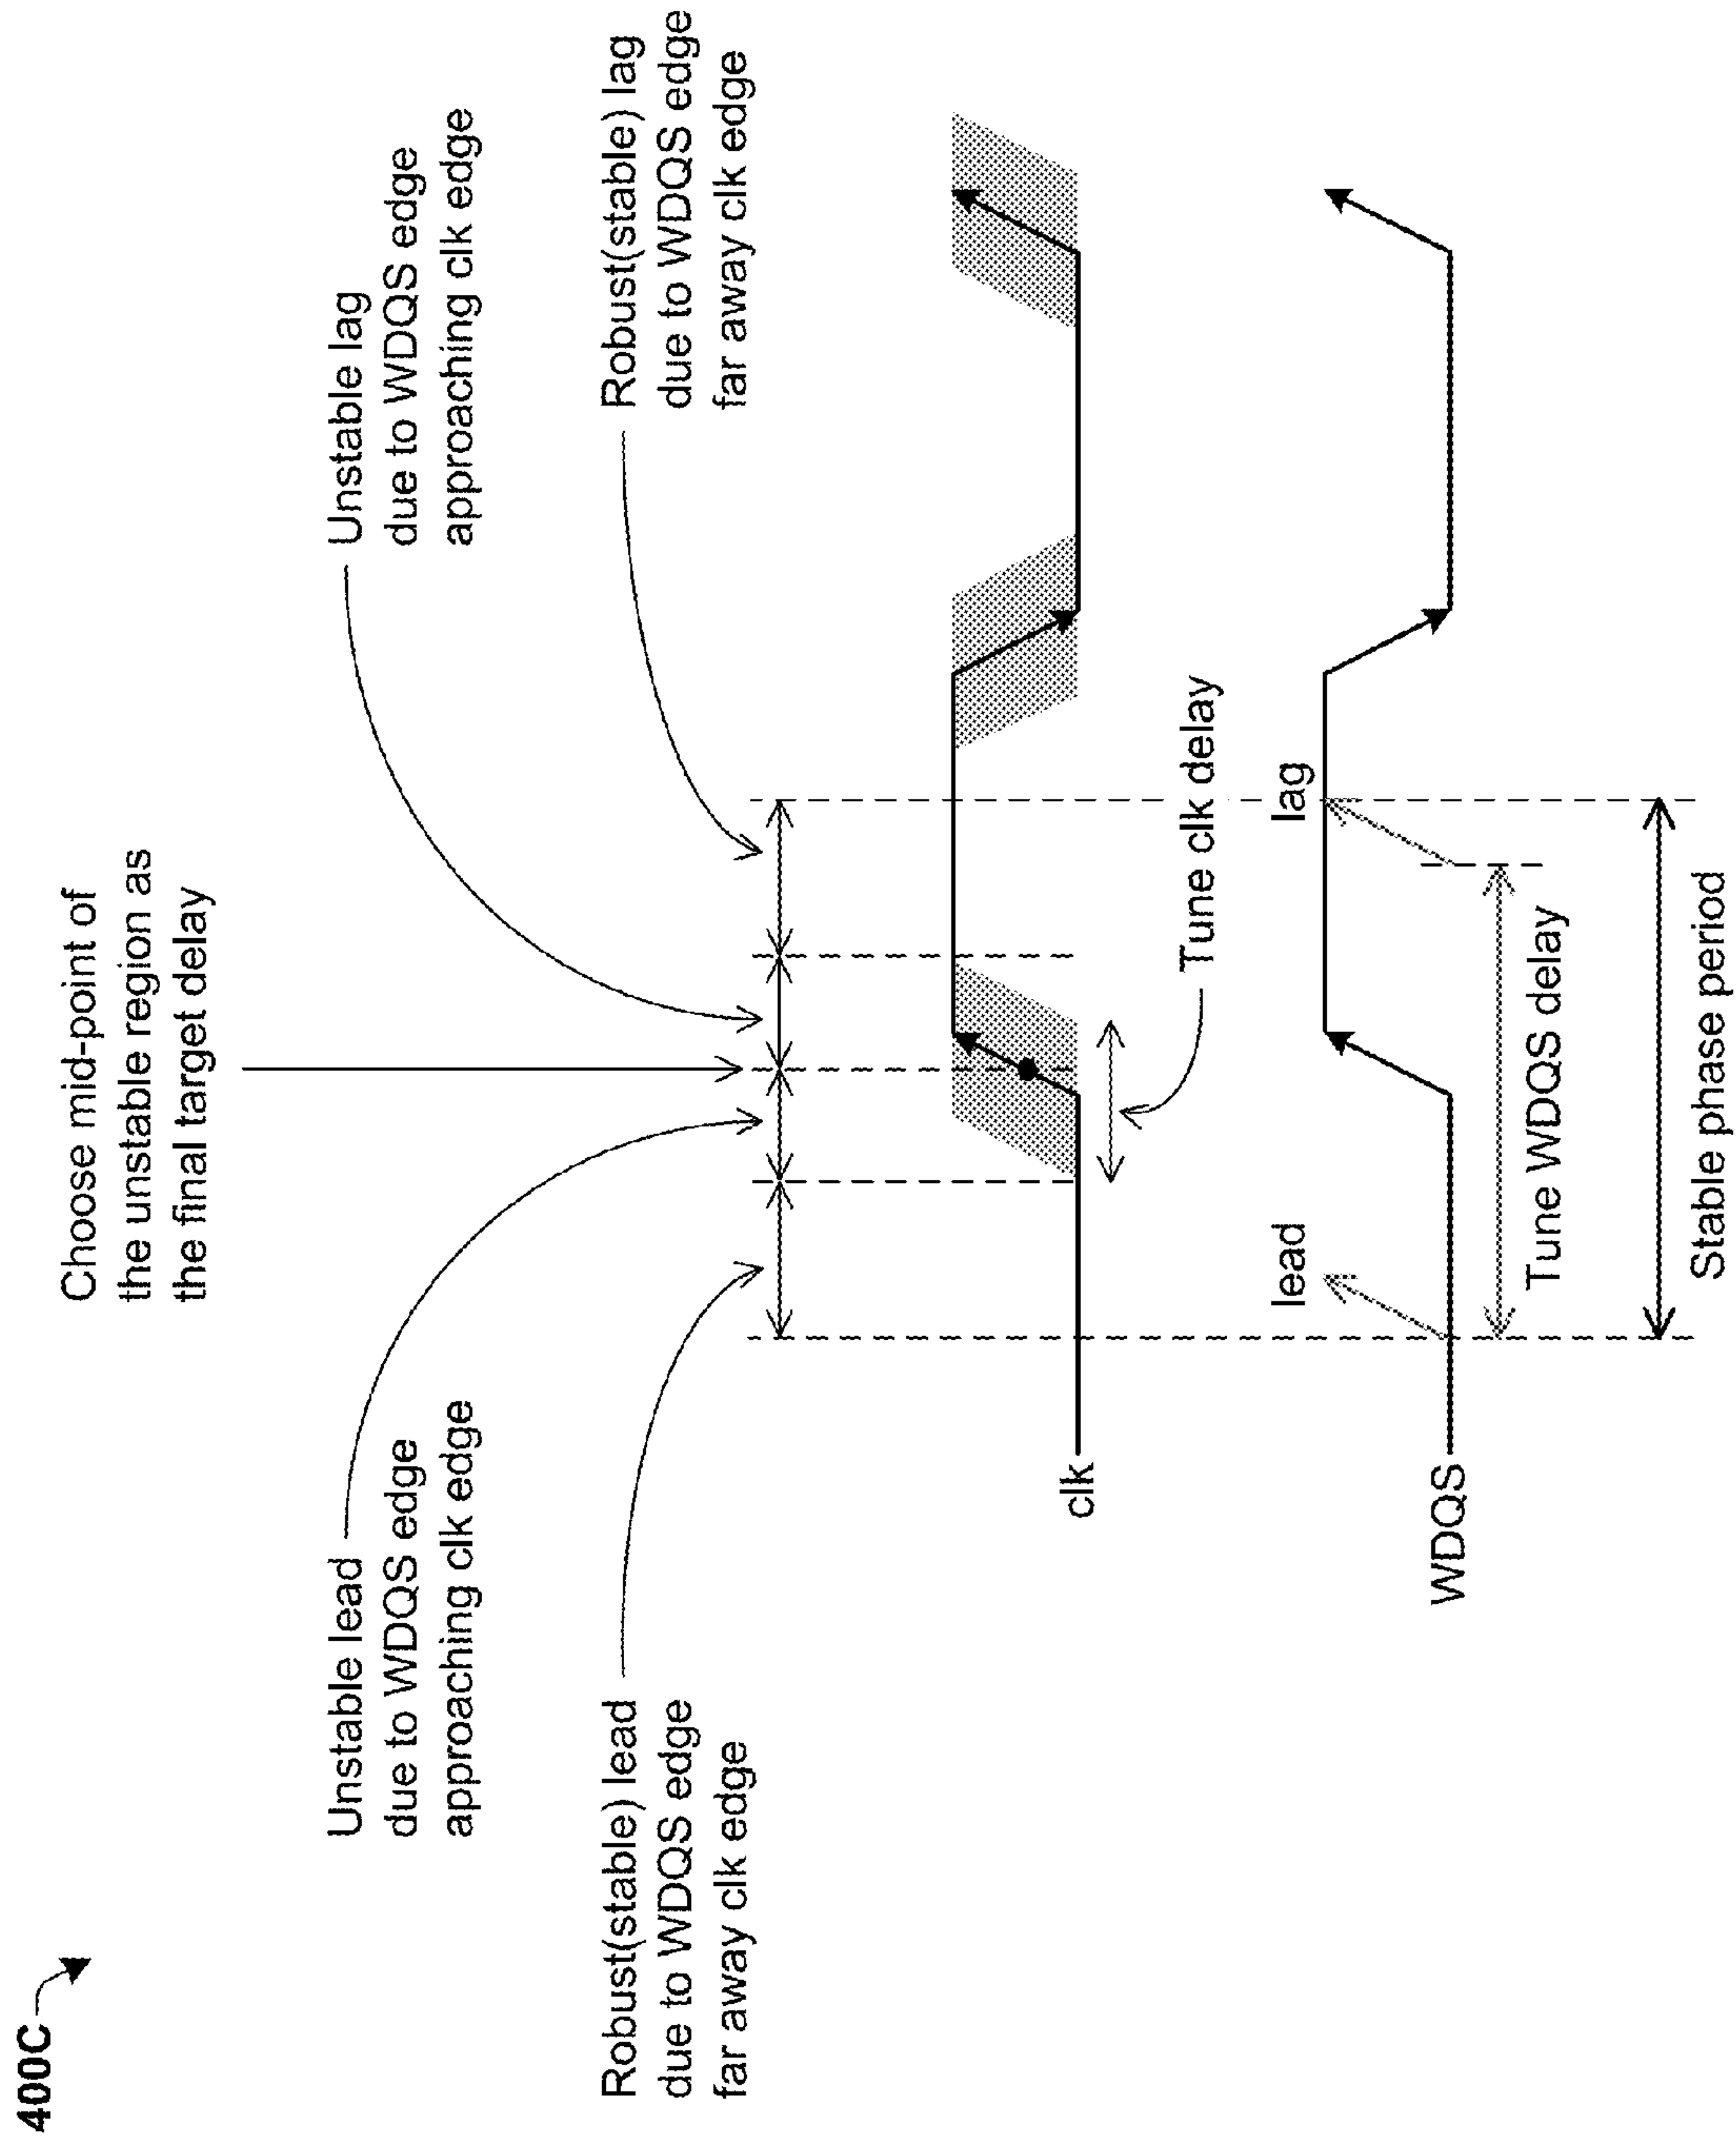 400C
Choose mid-point of
the unstable region as
the final target delay
Unstable lead
due to WDQS edge
approaching clk edge
Unstable lag
due to WDQS edge
approaching clk edge
Robust(stable) lead
due to WDQS edge
far away clk edge
Robust(stable) lag
due to WDQS edge
far away clk edge
clk
Tune clk delay
lead
lag
WDQS
Tune WDQS delay
Stable phase period